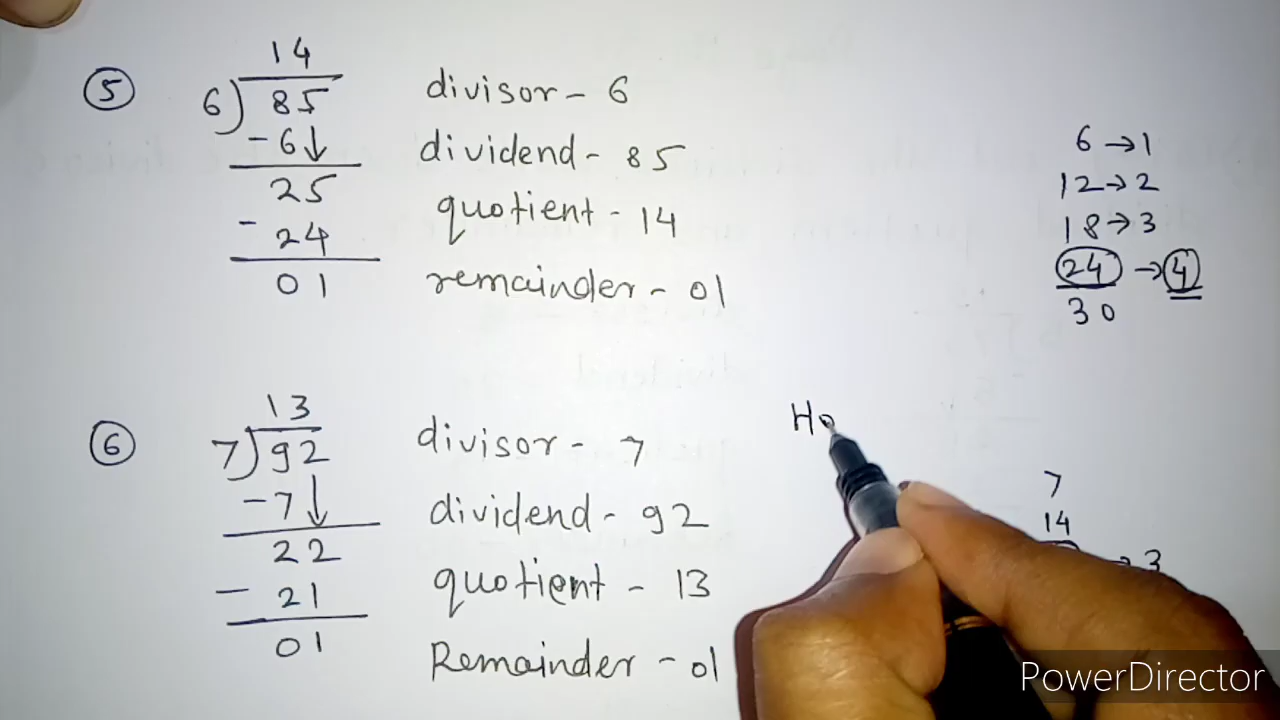 5
14
6) 85
-6↓
25
- 24
01
divisor - 6
dividend - 85
quotient - 14
remainder - 01
6 → 1
12 → 2
18 → 3
24 → 4
30
6
13
7) 92
-7↓
22
- 21
01
divisor - 7
dividend - 92
quotient - 13
Remainder - 01
Ho
7
14
→ 3
PowerDirector